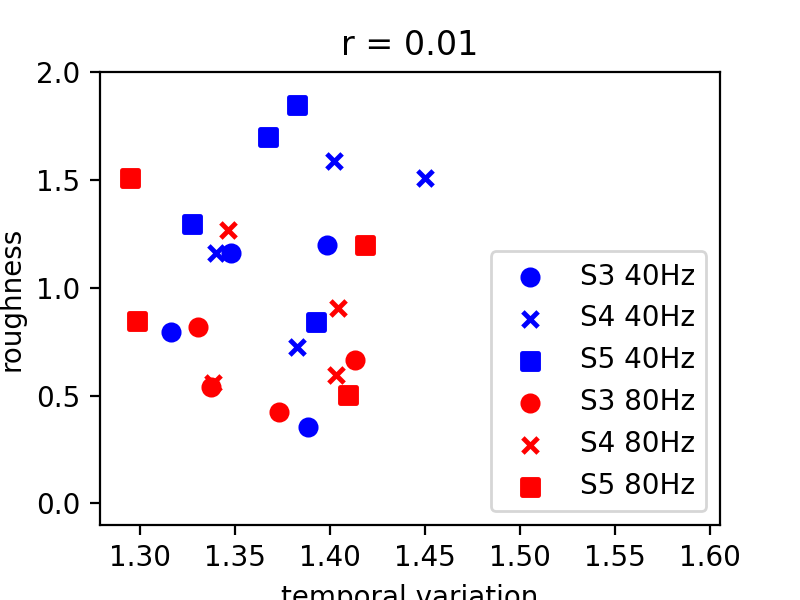 r = 0.01
2.0
1.5
1.0
0.5
0.0
roughness
1.30 1.35 1.40 1.45 1.50 1.55 1.60
temporal variation
S3 40Hz
S4 40Hz
S5 40Hz
S3 80Hz
S4 80Hz
S5 80Hz